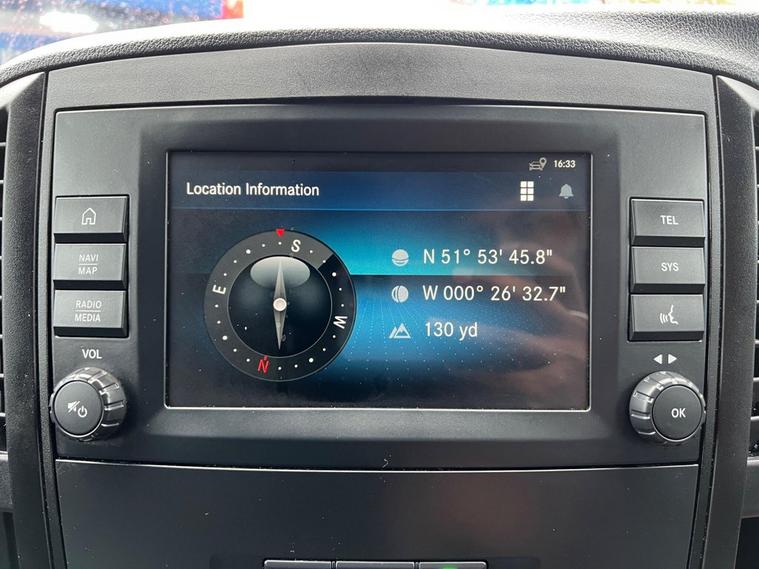 16:33
Location Information
S
E
W
N
N 51° 53' 45.8"
W 000° 26' 32.7"
130 yd
NAVI
MAP
RADIO
MEDIA
VOL
TEL
SYS
OK